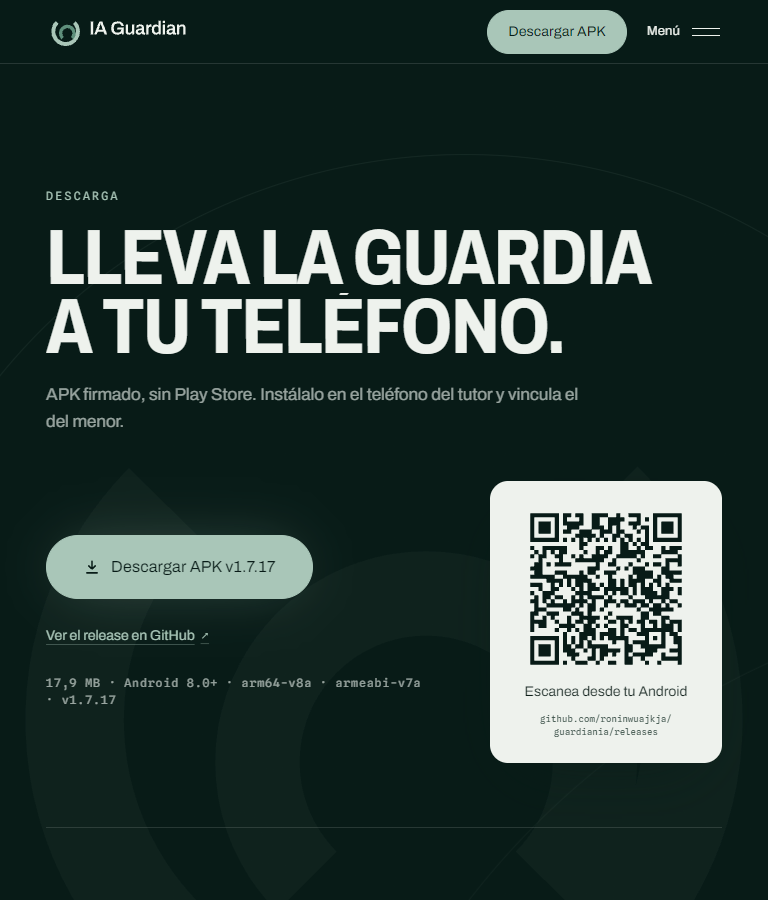 IA Guardian
Descargar APK
Menú
DESCARGA
LLEVA LA GUARDIA
A TU TELÉFONO.
APK firmado, sin Play Store. Instálalo en el teléfono del tutor y vincula el
del menor.
Descargar APK v1.7.17
Ver el release en GitHub ↗
17,9 MB · Android 8.0+ · arm64-v8a · armeabi-v7a
· v1.7.17
Escanea desde tu Android
github.com/roninwuajkja/
guardiania/releases